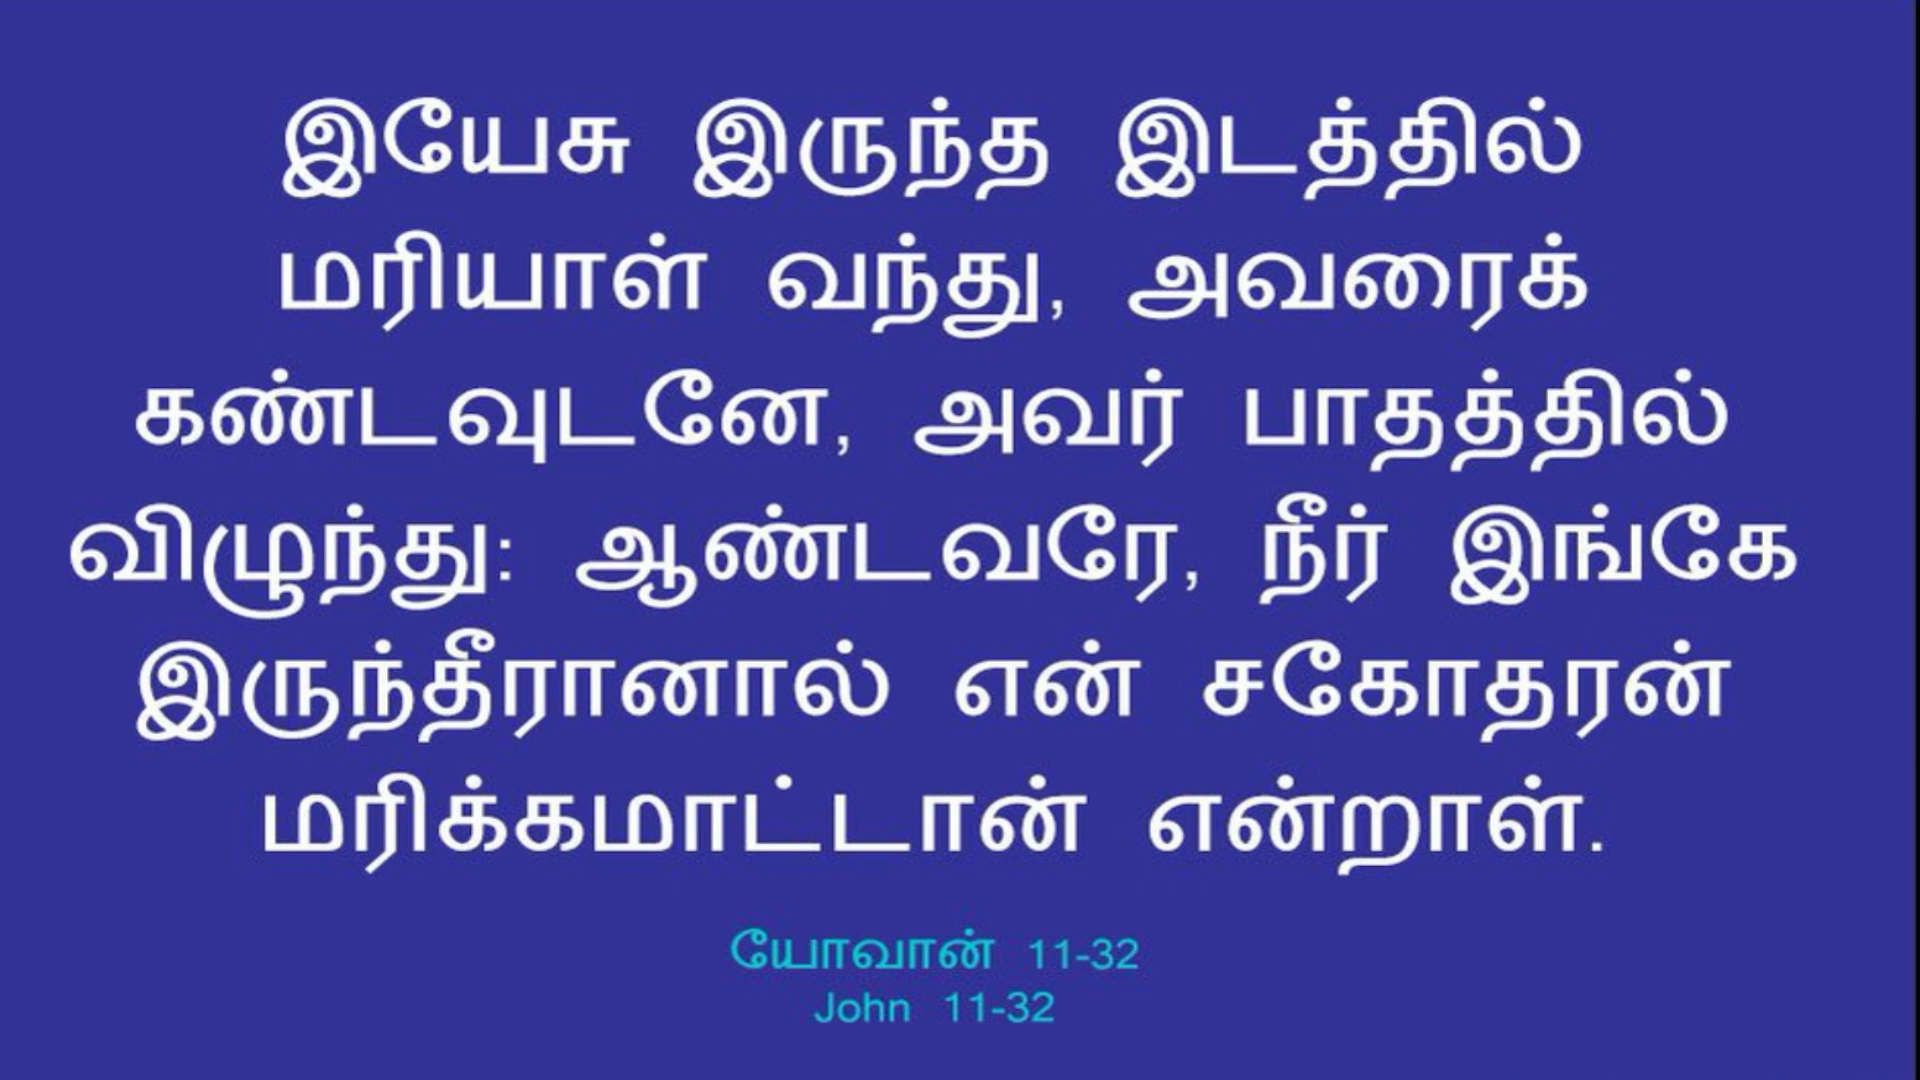 இயேசு இருந்த இடத்தில்
மரியாள் வந்து, அவரைக்
கண்டவுடனே, அவர் பாதத்தில்
விழுந்து: ஆண்டவரே, நீர் இங்கே
இருந்தீரானால் என் சகோதரன்
மரிக்கமாட்டான் என்றாள்.
யோவான் 11-32
John 11-32